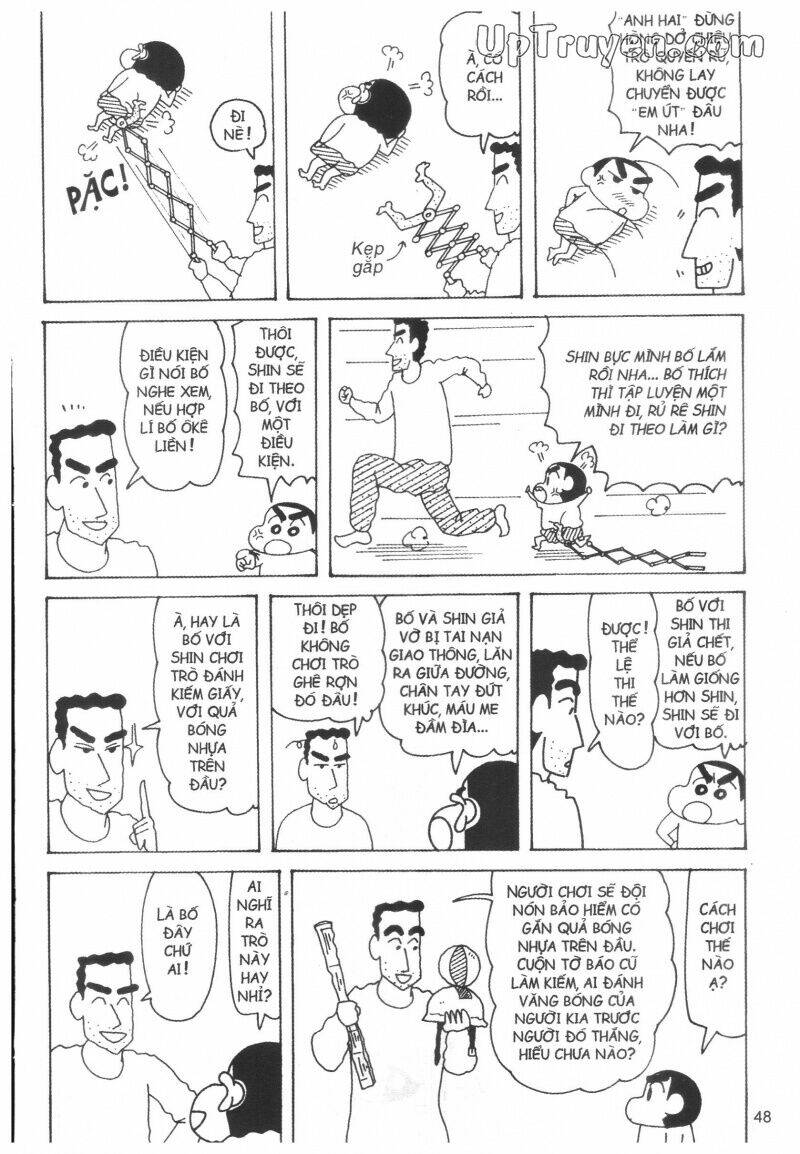 UpTruyen.com
ĐI
NÈ!
PẶC!
À, CÓ
CÁCH
RỒI...
Kẹp
gắp
"ANH HAI" ĐỪNG
KHÔNG LAY
CHUYỂN ĐƯỢC
"EM ÚT" ĐÂU
NHA!
ĐIỀU KIỆN
GÌ NÓI BỐ
NGHE XEM,
NẾU HỢP
LÍ BỐ ÔKÊ
LIỀN!
THÔI
ĐƯỢC,
SHIN SẼ
ĐI THEO
BỐ, VỚI
MỘT
ĐIỀU
KIỆN.
SHIN BỰC MÌNH BỐ LẮM
RỒI NHA... BỐ THÍCH
THÌ TẬP LUYỆN MỘT
MÌNH ĐI, RỦ RÊ SHIN
ĐI THEO LÀM GÌ?
À, HAY LÀ
BỐ VỚI
SHIN CHƠI
TRÒ ĐÁNH
KIẾM GIẤY,
VỚI QUẢ
BÓNG
NHỰA
TRÊN
ĐẦU?
THÔI DẸP
ĐI! BỐ
KHÔNG
CHƠI TRÒ
GHÊ RỢN
ĐÓ ĐÂU!
BỐ VÀ SHIN GIẢ
VỜ BỊ TAI NẠN
GIAO THÔNG, LĂN
RA GIỮA ĐƯỜNG,
CHÂN TAY ĐỨT
KHÚC, MÁU ME
ĐẦM ĐÌA...
ĐƯỢC!
THỂ
LỆ
THI
THẾ
NÀO?
BỐ VỚI
SHIN THI
GIẢ CHẾT,
NẾU BỐ
LÀM GIỐNG
HƠN SHIN,
SHIN SẼ ĐI
VỚI BỐ.
LÀ BỐ
ĐÂY
CHỨ
AI!
AI
NGHĨ
RA
TRÒ
NÀY
HAY
NHỈ?
NGƯỜI CHƠI SẼ ĐỘI
NÓN BẢO HIỂM CÓ
GẮN QUẢ BÓNG
NHỰA TRÊN ĐẦU.
CUỘN TỜ BÁO CŨ
LÀM KIẾM, AI ĐÁNH
VĂNG BÓNG CỦA
NGƯỜI KIA TRƯỚC
NGƯỜI ĐÓ THẮNG,
HIỂU CHƯA NÀO?
CÁCH
CHƠI
THẾ
NÀO
Ạ?
48